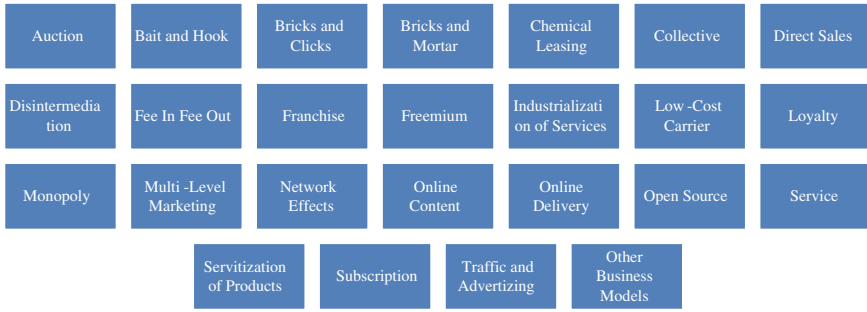 Auction
Bait and Hook
Bricks and
Clicks
Bricks and
Mortar
Chemical
Leasing
Collective
Direct Sales
Disintermedia
tion
Fee In Fee Out
Franchise
Freemium
Industrializati
on of Services
Low -Cost
Carrier
Loyalty
Monopoly
Multi -Level
Marketing
Network
Effects
Online
Content
Online
Delivery
Open Source
Service
Servitization
of Products
Subscription
Traffic and
Advertizing
Other
Business
Models